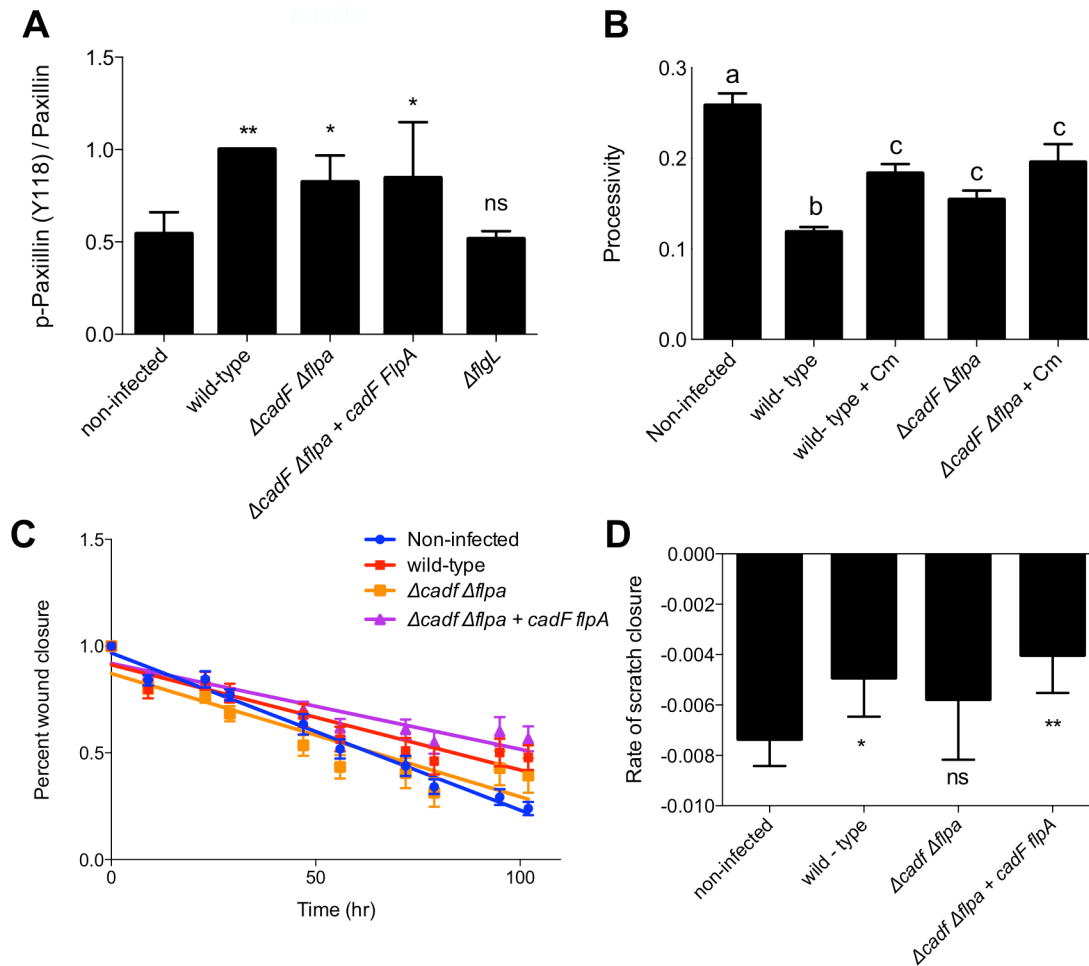 A
p-Paxiillin (Y118) / Paxillin
1.5
1.0
0.5
0.0
**
*
*
ns
non-infected
wild-type
ΔcadF Δflpa
ΔcadF Δflpa + cadF FlpA
ΔflgL
B
Processivity
0.3
0.2
0.1
0.0
a
b
c
c
c
Non-infected
wild- type
wild- type + Cm
ΔcadF Δflpa
ΔcadF Δflpa + Cm
C
Percent wound closure
1.5
1.0
0.5
0.0
0
50
100
Time (hr)
Non-infected
wild-type
Δcadf Δflpa
Δcadf Δflpa + cadF flpA
D
Rate of scratch closure
0.000
-0.002
-0.004
-0.006
-0.008
-0.010
*
ns
**
non-infected
wild - type
Δcadf Δflpa
Δcadf Δflpa + cadF flpA